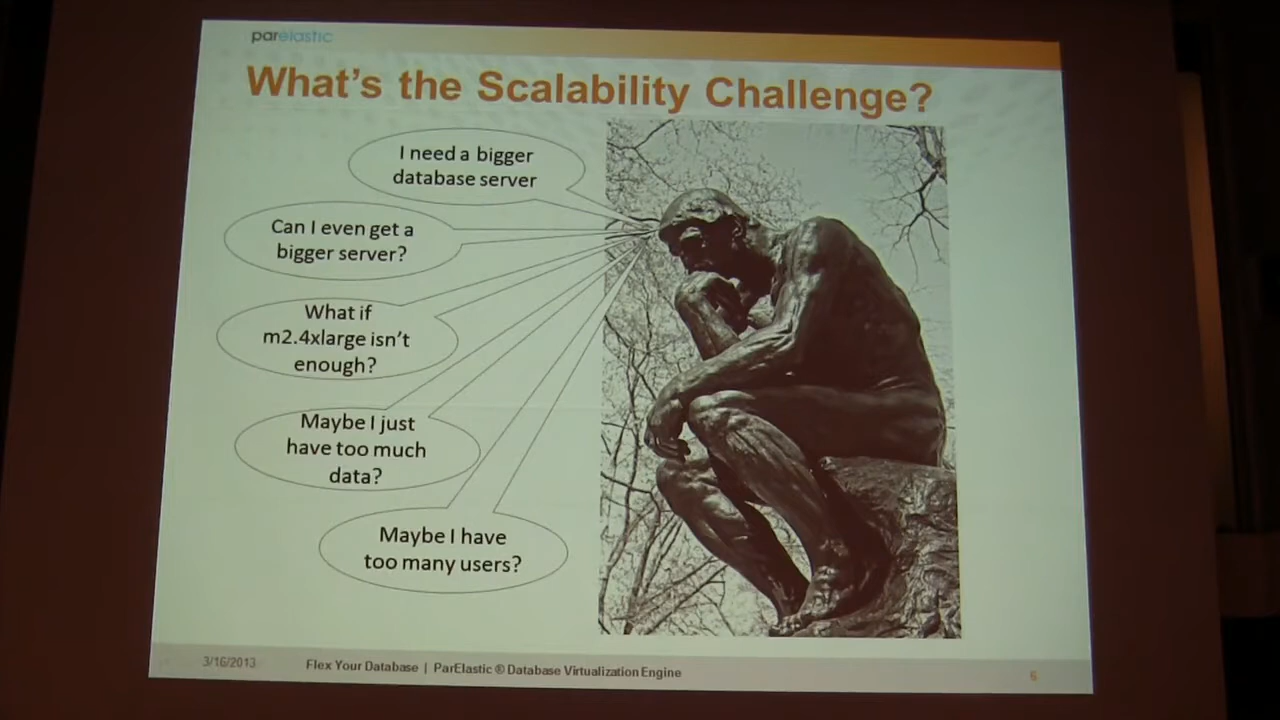 parelastic
What's the Scalability Challenge?
I need a bigger
database server
Can I even get a
bigger server?
What if
m2.4xlarge isn't
enough?
Maybe I just
have too much
data?
Maybe I have
too many users?
3/16/2013
Flex Your Database | ParElastic ® Database Virtualization Engine
6